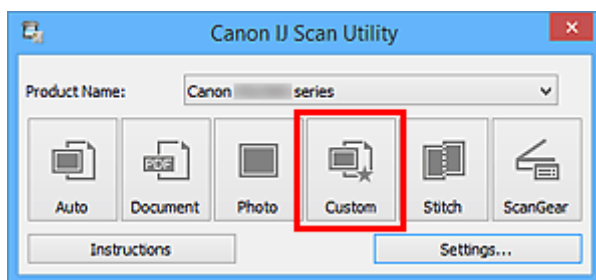 Canon IJ Scan Utility
Product Name: Canon series
PDF
Auto Document Photo Custom Stitch ScanGear
Instructions Settings...